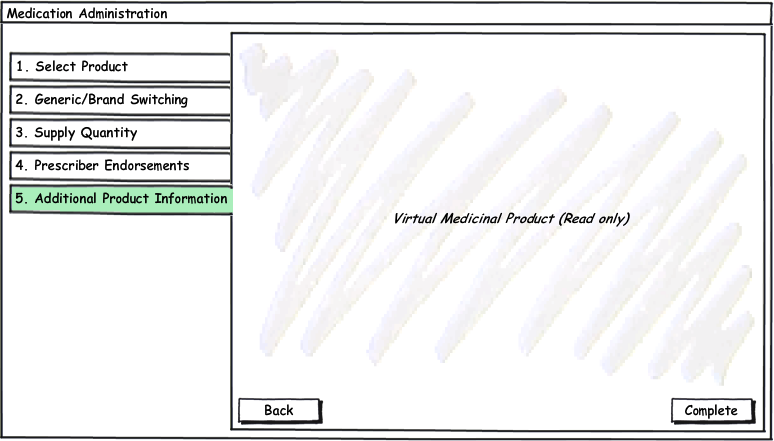 Medication Administration
1. Select Product
2. Generic/Brand Switching
3. Supply Quantity
4. Prescriber Endorsements
5. Additional Product Information
Virtual Medicinal Product (Read only)
Back
Complete